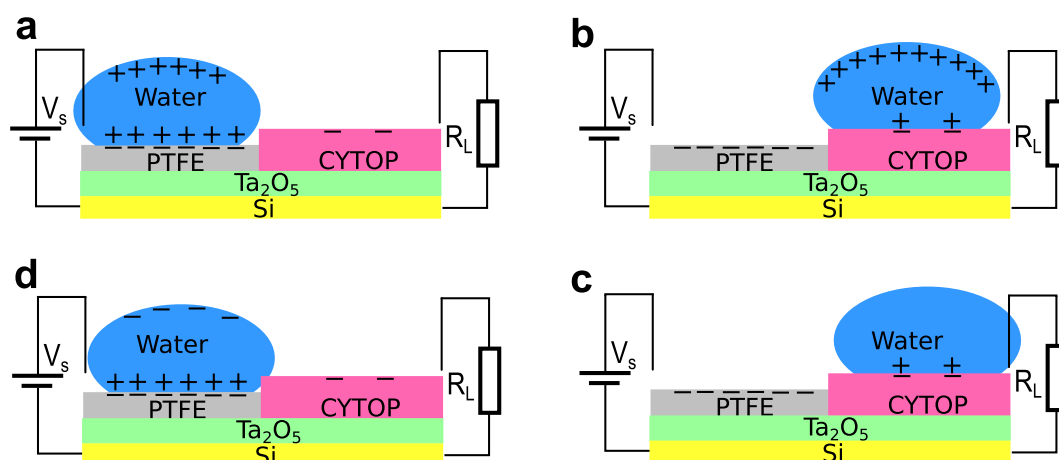 a
Vs
Water
PTFE
CYTOP
RL
Ta2O5
Si
b
Vs
Water
PTFE
CYTOP
RL
Ta2O5
Si
d
Vs
Water
PTFE
CYTOP
RL
Ta2O5
Si
c
Vs
Water
PTFE
CYTOP
RL
Ta2O5
Si